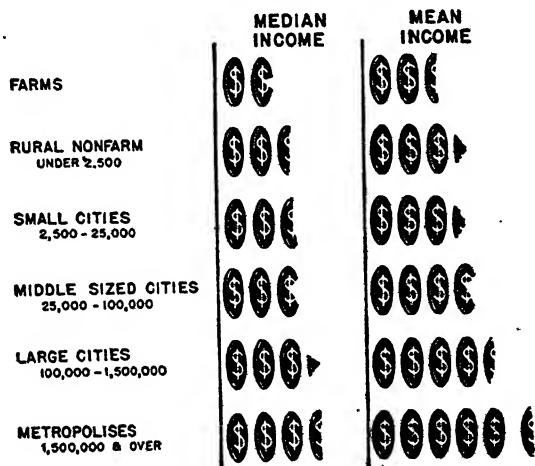 MEDIAN INCOME
MEAN INCOME
FARMS
RURAL NONFARM
UNDER 2,500
SMALL CITIES
2,500 - 25,000
MIDDLE SIZED CITIES
25,000 - 100,000
LARGE CITIES
100,000 - 1,500,000
METROPOLISES
1,500,000 & OVER